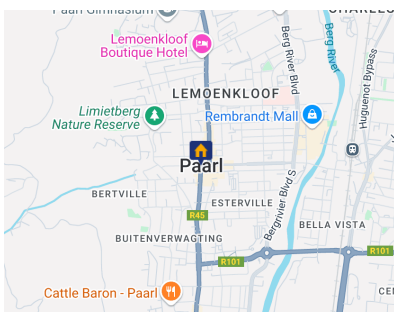 Paarl Gimnasium
Lemoenkloof
Boutique Hotel
Berg River Blvd
Berg River
Huguenot Bypass
LEMOENKLOOF
Limietberg
Nature Reserve
Rembrandt Mall
Paarl
BERTVILLE
ESTERVILLE
R45
Bergrivier Blvd S
BELLA VISTA
BUITENVERWAGTING
R101
R101
Cattle Baron - Paarl